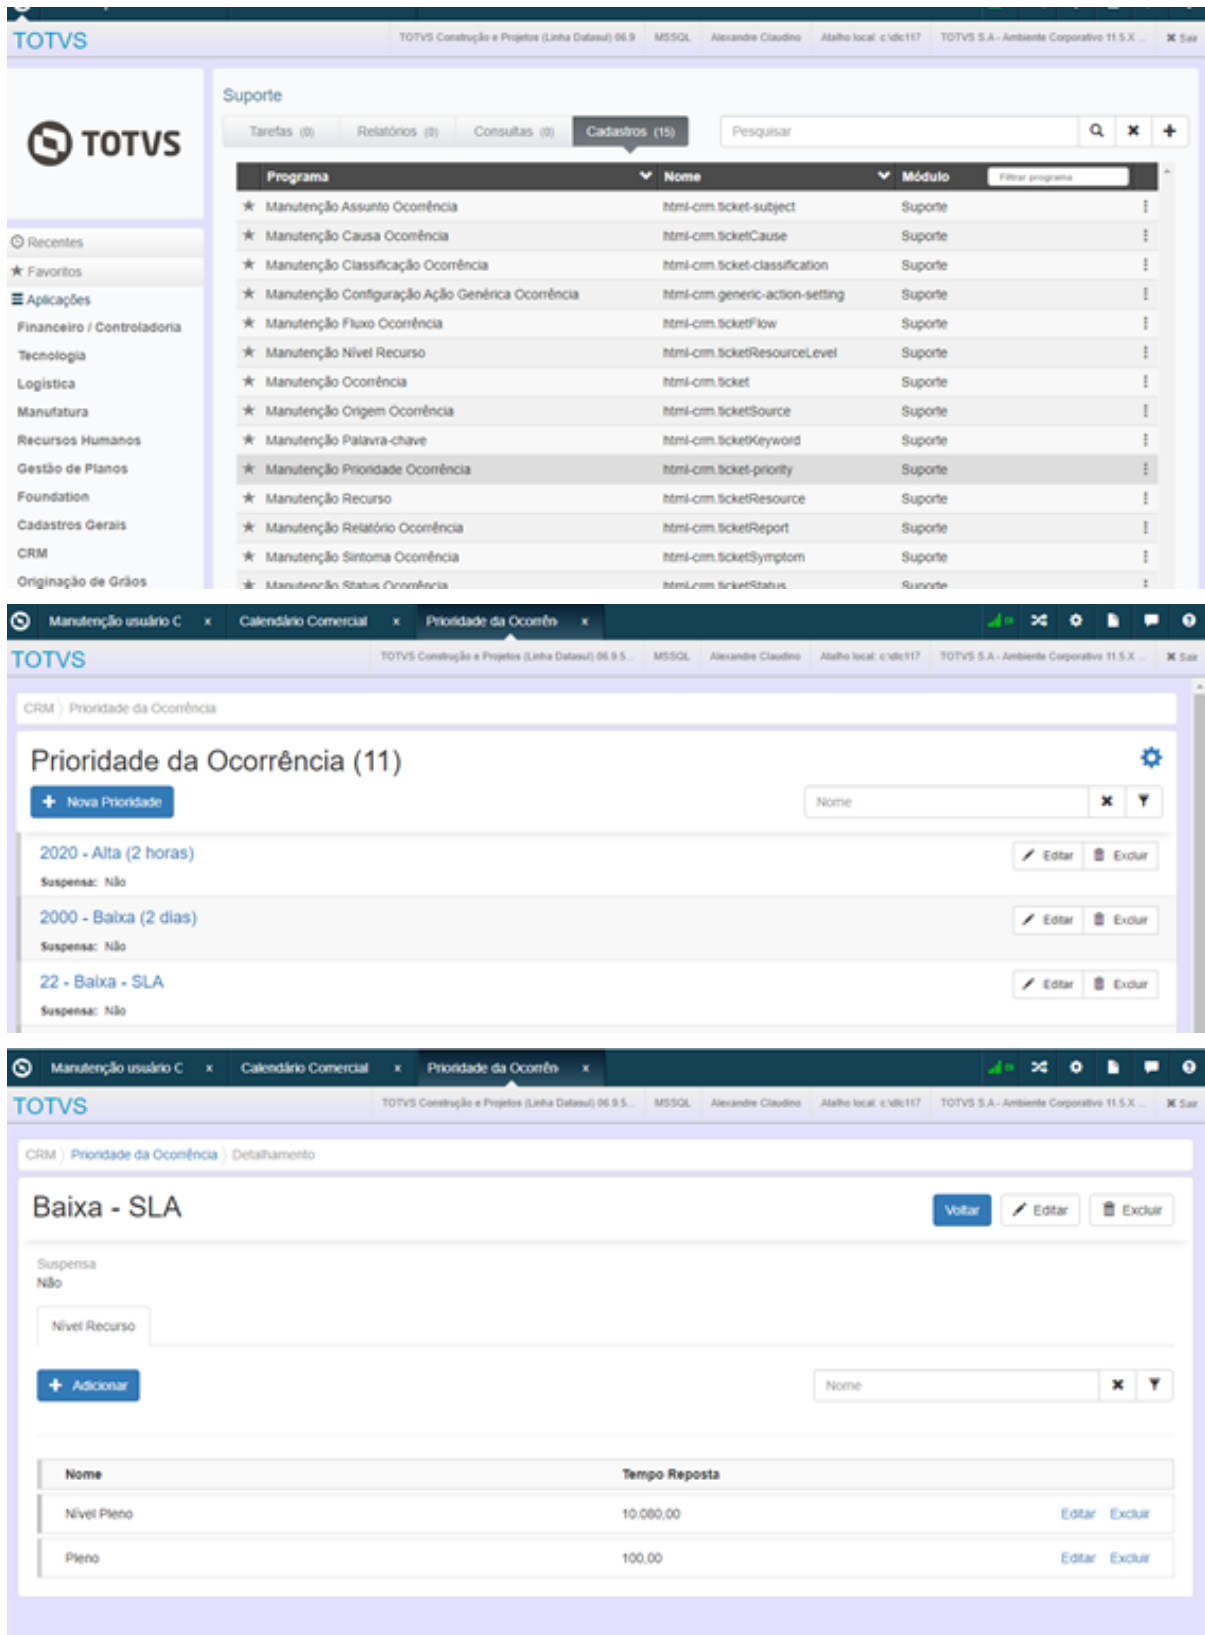 TOTVS
TOTVS Construção e Projetos (Linha Datasul) 06.9 MSSQL Alexandre Claudino Atalho local: c:\dlc117 TOTVS S.A - Ambiente Corporativo 11.5.X ... Sair
TOTVS
Suporte
Tarefas (0) Relatórios (0) Consultas (0) Cadastros (15) Pesquisar
Programa Nome Módulo Filtrar programa
Manutenção Assunto Ocorrência html-crm.ticket-subject Suporte
Manutenção Causa Ocorrência html-crm.ticketCause Suporte
Manutenção Classificação Ocorrência html-crm.ticket-classification Suporte
Manutenção Configuração Ação Genérica Ocorrência html-crm.generic-action-setting Suporte
Manutenção Fluxo Ocorrência html-crm.ticketFlow Suporte
Manutenção Nível Recurso html-crm.ticketResourceLevel Suporte
Manutenção Ocorrência html-crm.ticket Suporte
Manutenção Origem Ocorrência html-crm.ticketSource Suporte
Manutenção Palavra-chave html-crm.ticketKeyword Suporte
Manutenção Prioridade Ocorrência html-crm.ticket-priority Suporte
Manutenção Recurso html-crm.ticketResource Suporte
Manutenção Relatório Ocorrência html-crm.ticketReport Suporte
Manutenção Sintoma Ocorrência html-crm.ticketSymptom Suporte
Manutenção Status Ocorrência html-crm.ticketStatus Suporte
Recentes
Favoritos
Aplicações
Financeiro / Controladoria
Tecnologia
Logística
Manufatura
Recursos Humanos
Gestão de Planos
Foundation
Cadastros Gerais
CRM
Originação de Grãos
Manutenção usuário C x Calendário Comercial x Prioridade da Ocorrên x
TOTVS
TOTVS Construção e Projetos (Linha Datasul) 06.9.5... MSSQL Alexandre Claudino Atalho local: c:\dlc117 TOTVS S.A - Ambiente Corporativo 11.5.X ... Sair
CRM Prioridade da Ocorrência
Prioridade da Ocorrência (11)
Nova Prioridade Nome
2020 - Alta (2 horas) Editar Excluir
Suspensa: Não
2000 - Baixa (2 dias) Editar Excluir
Suspensa: Não
22 - Baixa - SLA Editar Excluir
Suspensa: Não
Manutenção usuário C x Calendário Comercial x Prioridade da Ocorrên x
TOTVS
TOTVS Construção e Projetos (Linha Datasul) 06.9.5... MSSQL Alexandre Claudino Atalho local: c:\dlc117 TOTVS S.A - Ambiente Corporativo 11.5.X ... Sair
CRM Prioridade da Ocorrência Detalhamento
Baixa - SLA Voltar Editar Excluir
Suspensa
Não
Nível Recurso
Adicionar Nome
Nome Tempo Reposta
Nível Pleno 10.080,00 Editar Excluir
Pleno 100,00 Editar Excluir